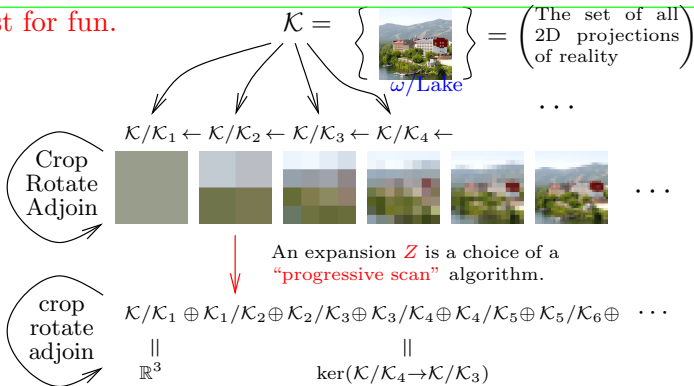 st for fun.
𝒦 = { } = (The set of all
2D projections
of reality)
ω/Lake
...
𝒦/𝒦₁ ← 𝒦/𝒦₂ ← 𝒦/𝒦₃ ← 𝒦/𝒦₄ ←
Crop
Rotate
Adjoin
...
An expansion Z is a choice of a
“progressive scan” algorithm.
crop
rotate
adjoin
𝒦/𝒦₁ ⊕ 𝒦₁/𝒦₂ ⊕ 𝒦₂/𝒦₃ ⊕ 𝒦₃/𝒦₄ ⊕ 𝒦₄/𝒦₅ ⊕ 𝒦₅/𝒦₆ ⊕ ...
|| ||
ℝ³ ker(𝒦/𝒦₄→𝒦/𝒦₃)